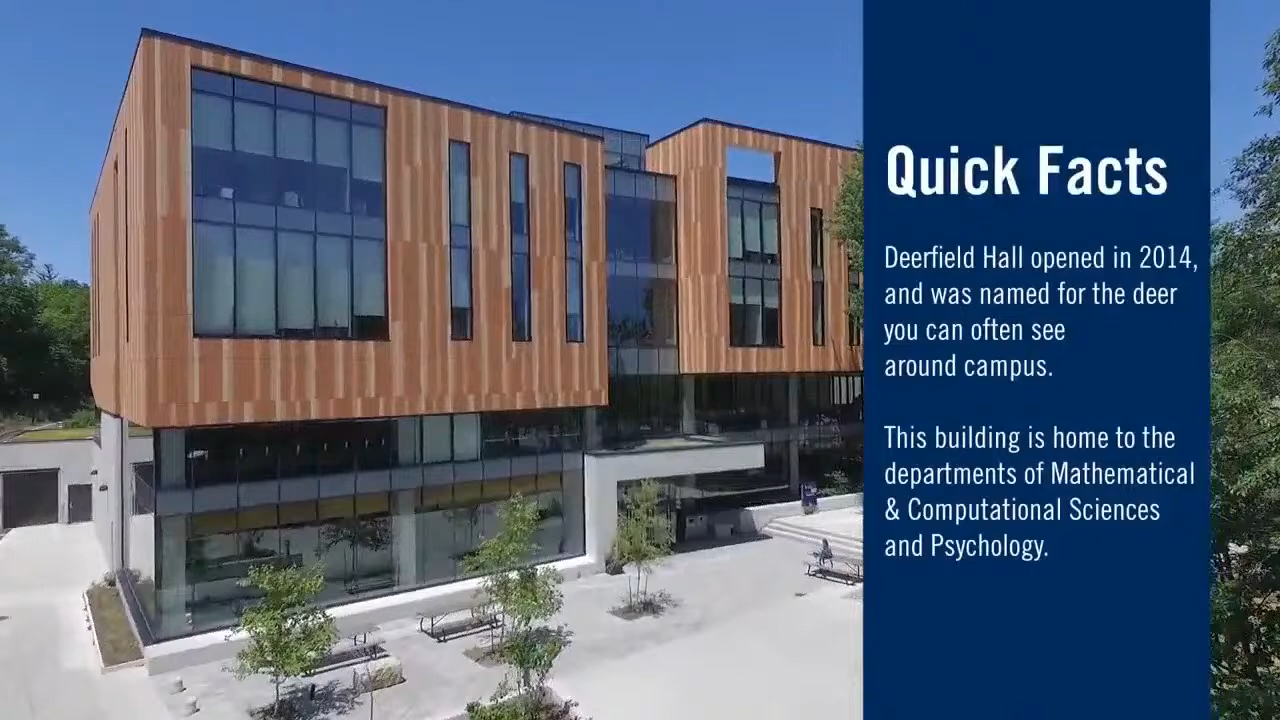 Quick Facts
Deerfield Hall opened in 2014,
and was named for the deer
you can often see
around campus.
This building is home to the
departments of Mathematical
& Computational Sciences
and Psychology.